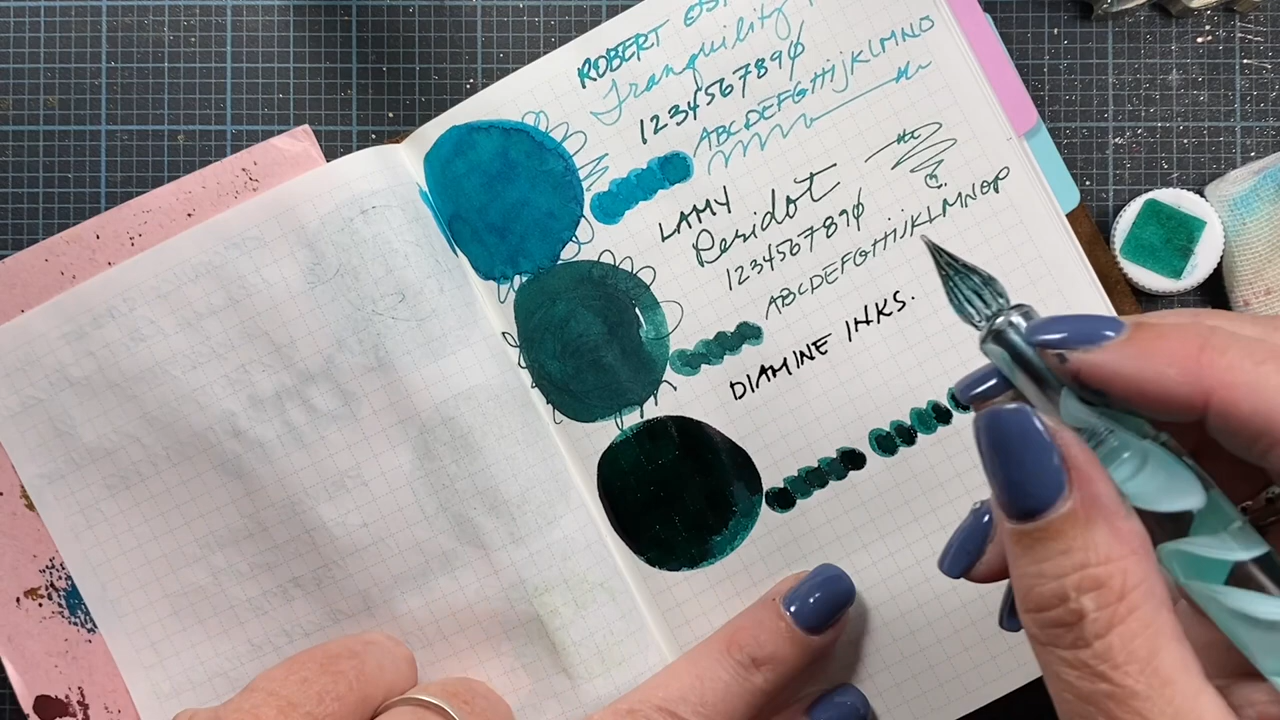 ROBERT
Tranquility
1234567890
ABCDEFGHIJKLMNO
LAMY
Peridot
1234567890
ABCDEFGHIJKLMNOP
DIAMINE INKS.